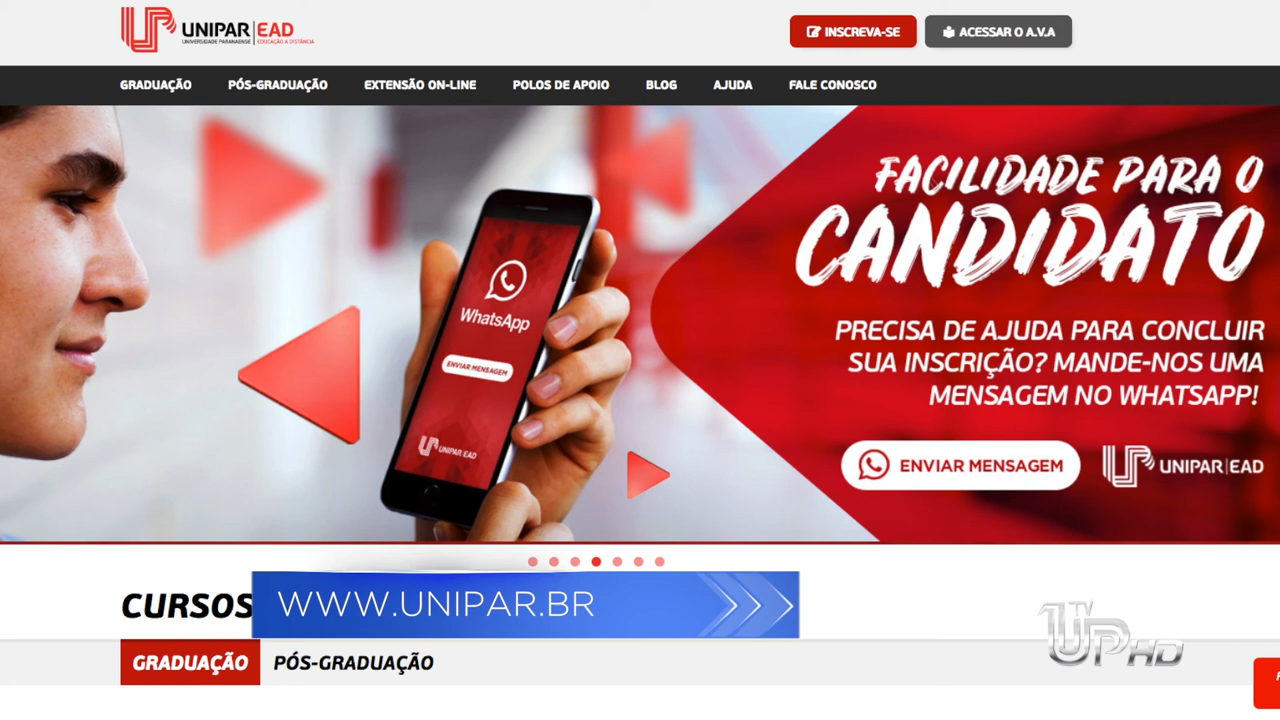 UNIPAR | EAD
UNIVERSIDADE PARANAENSE | EDUCAÇÃO A DISTÂNCIA
INSCREVA-SE
ACESSAR O A.V.A
GRADUAÇÃO
PÓS-GRADUAÇÃO
EXTENSÃO ON-LINE
POLOS DE APOIO
BLOG
AJUDA
FALE CONOSCO
FACILIDADE PARA O
CANDIDATO
PRECISA DE AJUDA PARA CONCLUIR
SUA INSCRIÇÃO? MANDE-NOS UMA
MENSAGEM NO WHATSAPP!
ENVIAR MENSAGEM
UNIPAR|EAD
WhatsApp
ENVIAR MENSAGEM
UNIPAR|EAD
CURSOS
WWW.UNIPAR.BR
GRADUAÇÃO
PÓS-GRADUAÇÃO
TV
UP HD